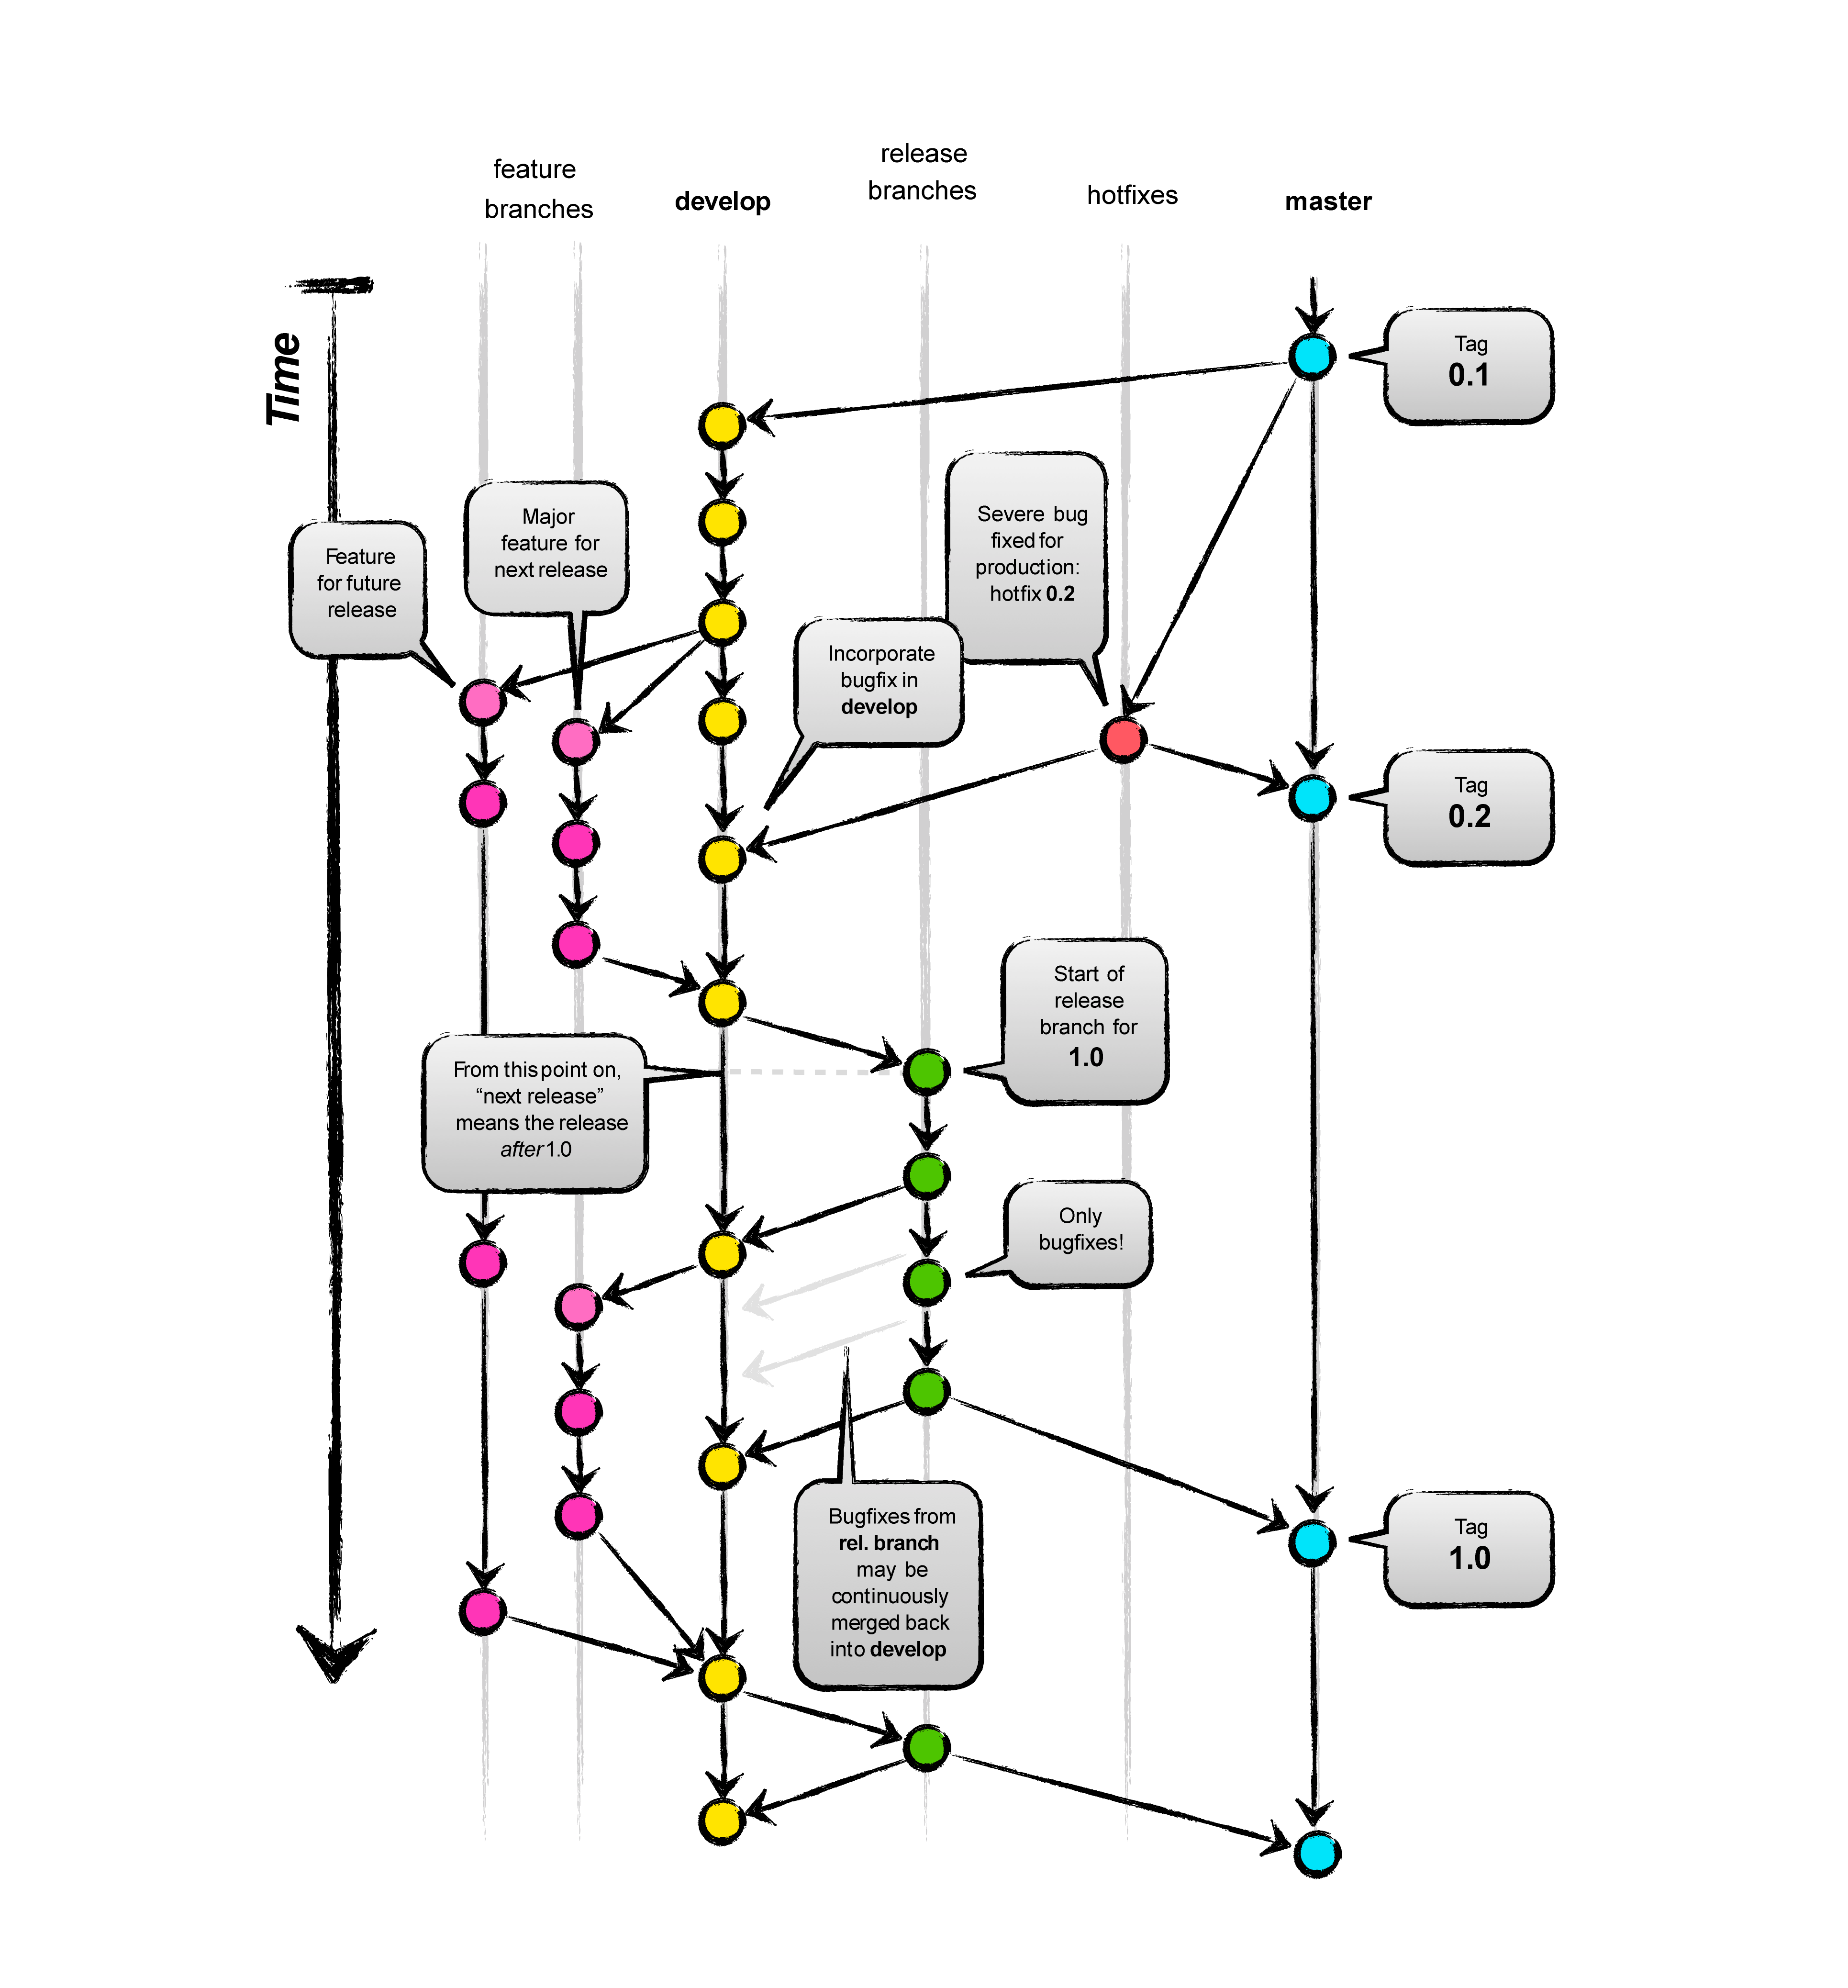 feature
branches
develop
release
branches
hotfixes
master
Time
Tag
0.1
Feature
for future
release
Major
feature for
next release
Severe bug
fixed for
production:
hotfix 0.2
Incorporate
bugfix in
develop
Tag
0.2
Start of
release
branch for
1.0
From this point on,
“next release”
means the release
after 1.0
Only
bugfixes!
Bugfixes from
rel. branch
may be
continuously
merged back
into develop
Tag
1.0